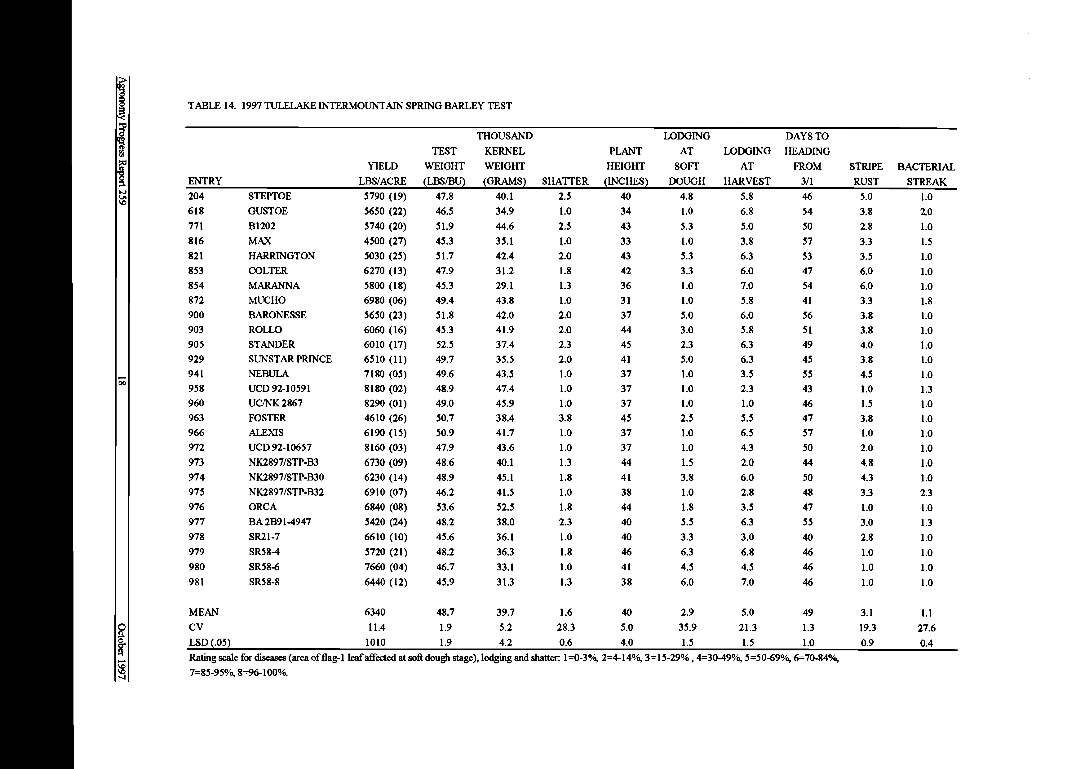 Agronomy Progress Report 259
18
October 1997
TABLE 14. 1997 TULELAKE INTERMOUNTAIN SPRING BARLEY TEST
THOUSAND LODGING DAYS TO
TEST KERNEL PLANT AT LODGING HEADING
YIELD WEIGHT WEIGHT HEIGHT SOFT AT FROM STRIPE BACTERIAL
ENTRY LBS/ACRE (LBS/BU) (GRAMS) SHATTER (INCHES) DOUGH HARVEST 3/1 RUST STREAK
204 STEPTOE 5790 (19) 47.8 40.1 2.5 40 4.8 5.8 46 5.0 1.0
618 GUSTOE 5650 (22) 46.5 34.9 1.0 34 1.0 6.8 54 3.8 2.0
771 B1202 5740 (20) 51.9 44.6 2.5 43 5.3 5.0 50 2.8 1.0
816 MAX 4500 (27) 45.3 35.1 1.0 33 1.0 3.8 57 3.3 1.5
821 HARRINGTON 5030 (25) 51.7 42.4 2.0 43 5.3 6.3 53 3.5 1.0
853 COLTER 6270 (13) 47.9 31.2 1.8 42 3.3 6.0 47 6.0 1.0
854 MARANNA 5800 (18) 45.3 29.1 1.3 36 1.0 7.0 54 6.0 1.0
872 MUCHO 6980 (06) 49.4 43.8 1.0 31 1.0 5.8 41 3.3 1.8
900 BARONESSE 5650 (23) 51.8 42.0 2.0 37 5.0 6.0 56 3.8 1.0
903 ROLLO 6060 (16) 45.3 41.9 2.0 44 3.0 5.8 51 3.8 1.0
905 STANDER 6010 (17) 52.5 37.4 2.3 45 2.3 6.3 49 4.0 1.0
929 SUNSTAR PRINCE 6510 (11) 49.7 35.5 2.0 41 5.0 6.3 45 3.8 1.0
941 NEBULA 7180 (05) 49.6 43.5 1.0 37 1.0 3.5 55 4.5 1.0
958 UCD 92-10591 8180 (02) 48.9 47.4 1.0 37 1.0 2.3 43 1.0 1.3
960 UC/NK 2867 8290 (01) 49.0 45.9 1.0 37 1.0 1.0 46 1.5 1.0
963 FOSTER 4610 (26) 50.7 38.4 3.8 45 2.5 5.5 47 3.8 1.0
966 ALEXIS 6190 (15) 50.9 41.7 1.0 37 1.0 6.5 57 1.0 1.0
972 UCD 92-10657 8160 (03) 47.9 43.6 1.0 37 1.0 4.3 50 2.0 1.0
973 NK2897/STP-B3 6730 (09) 48.6 40.1 1.3 44 1.5 2.0 44 4.8 1.0
974 NK2897/STP-B30 6230 (14) 48.9 45.1 1.8 41 3.8 6.0 50 4.3 1.0
975 NK2897/STP-B32 6910 (07) 46.2 41.5 1.0 38 1.0 2.8 48 3.3 2.3
976 ORCA 6840 (08) 53.6 52.5 1.8 44 1.8 3.5 47 1.0 1.0
977 BA 2B91-4947 5420 (24) 48.2 38.0 2.3 40 5.5 6.3 55 3.0 1.3
978 SR21-7 6610 (10) 45.6 36.1 1.0 40 3.3 3.0 40 2.8 1.0
979 SR58-4 5720 (21) 48.2 36.3 1.8 46 6.3 6.8 46 1.0 1.0
980 SR58-6 7660 (04) 46.7 33.1 1.0 41 4.5 4.5 46 1.0 1.0
981 SR58-8 6440 (12) 45.9 31.3 1.3 38 6.0 7.0 46 1.0 1.0
MEAN 6340 48.7 39.7 1.6 40 2.9 5.0 49 3.1 1.1
CV 11.4 1.9 5.2 28.3 5.0 35.9 21.3 1.3 19.3 27.6
LSD (.05) 1010 1.9 4.2 0.6 4.0 1.5 1.5 1.0 0.9 0.4
Rating scale for diseases (area of flag-1 leaf affected at soft dough stage), lodging and shatter: 1=0-3%, 2=4-14%, 3=15-29% , 4=30-49%, 5=50-69%, 6=70-84%,
7=85-95%, 8=96-100%.